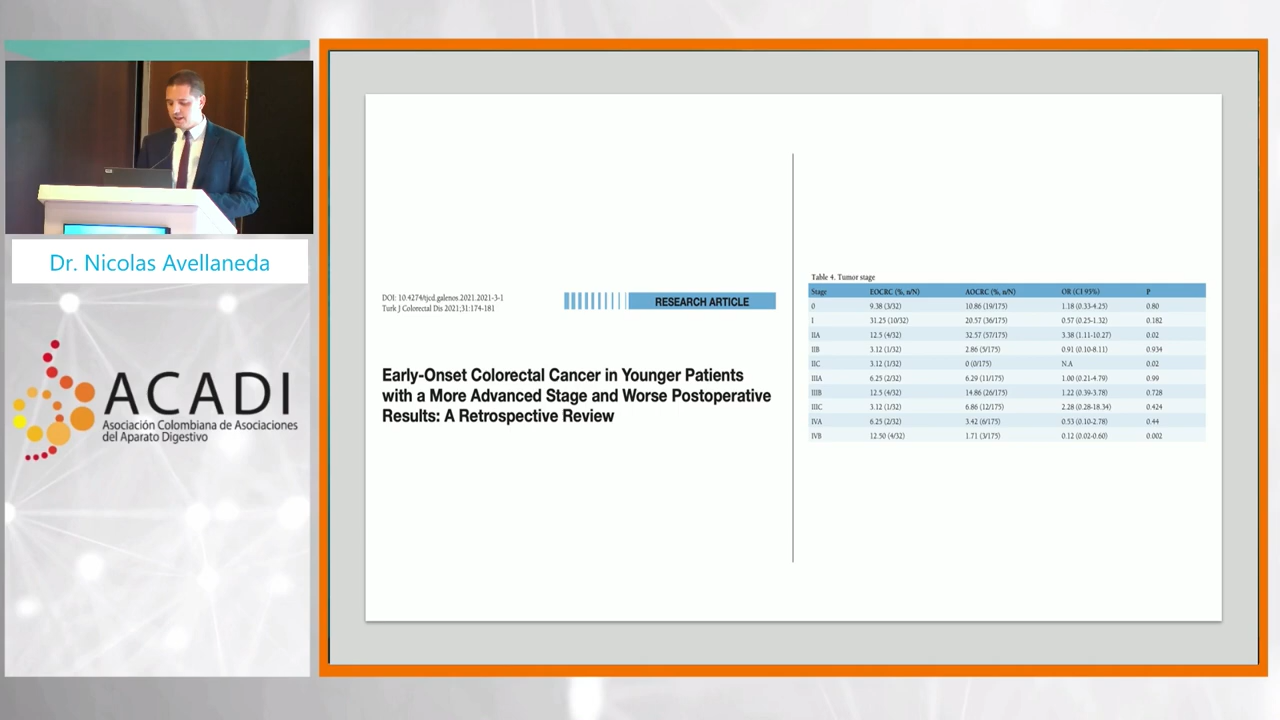 Dr. Nicolas Avellaneda
ACADI
Asociación Colombiana de Asociaciones
del Aparato Digestivo
DOI: 10.4274/tjcd.galenos.2021.2021-3-1
Turk J Colorectal Dis 2021;31:174-181
RESEARCH ARTICLE
Early-Onset Colorectal Cancer in Younger Patients
with a More Advanced Stage and Worse Postoperative
Results: A Retrospective Review
Table 4. Tumor stage
Stage EOCRC (%, n/N) AOCRC (%, n/N) OR (CI 95%) P
0 9.38 (3/32) 10.86 (19/175) 1.18 (0.33-4.25) 0.80
I 31.25 (10/32) 20.57 (36/175) 0.57 (0.25-1.32) 0.182
IIA 12.5 (4/32) 32.57 (57/175) 3.38 (1.11-10.27) 0.02
IIB 3.12 (1/32) 2.86 (5/175) 0.91 (0.10-8.11) 0.934
IIC 3.12 (1/32) 0 (0/175) N.A 0.02
IIIA 6.25 (2/32) 6.29 (11/175) 1.00 (0.21-4.79) 0.99
IIIB 12.5 (4/32) 14.86 (26/175) 1.22 (0.39-3.78) 0.728
IIIC 3.12 (1/32) 6.86 (12/175) 2.28 (0.28-18.34) 0.424
IVA 6.25 (2/32) 3.42 (6/175) 0.53 (0.10-2.78) 0.44
IVB 12.50 (4/32) 1.71 (3/175) 0.12 (0.02-0.60) 0.002